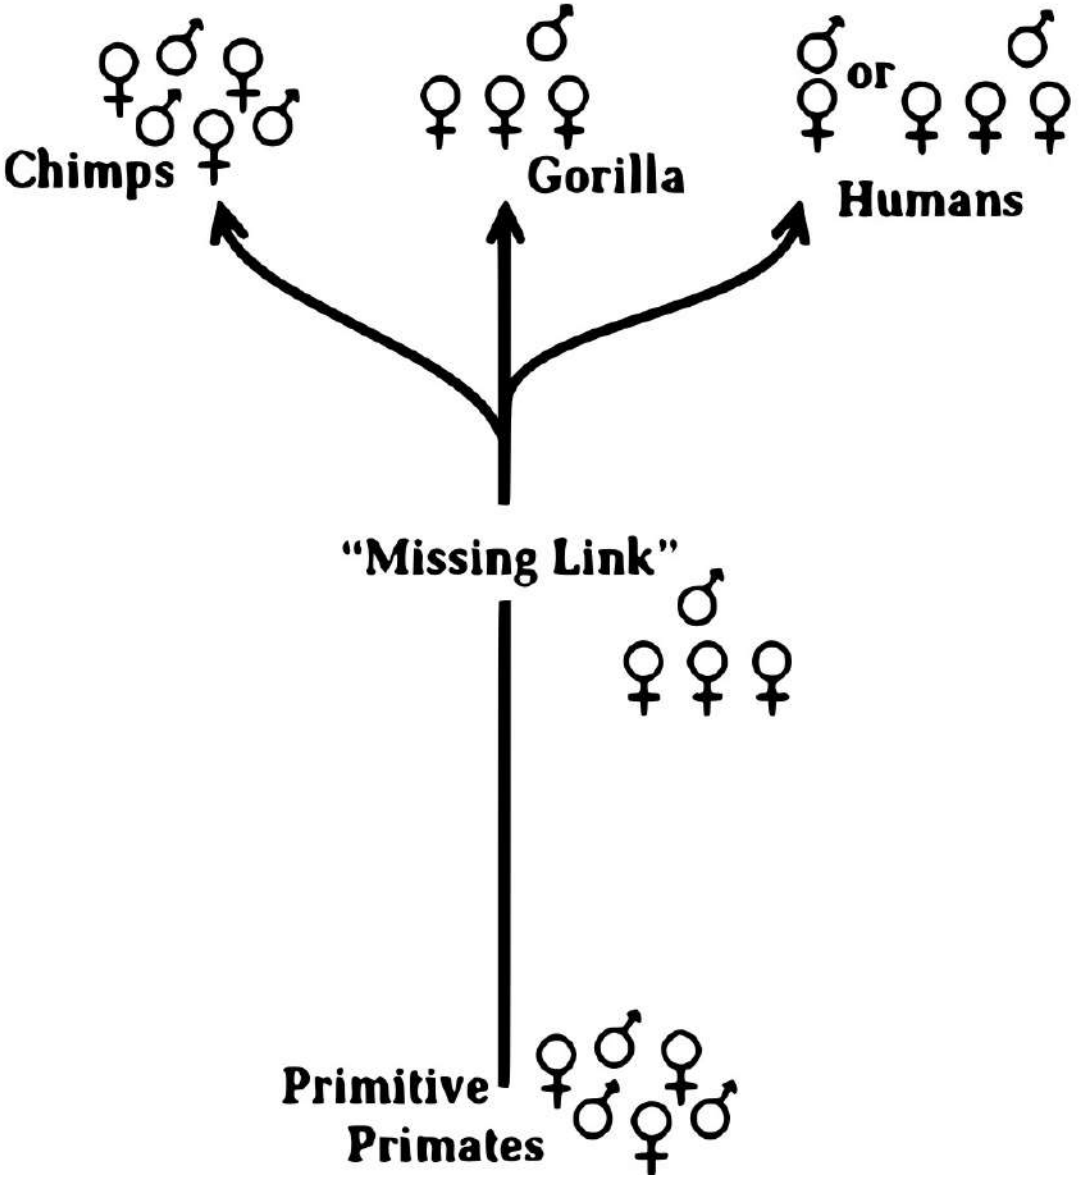 or
Chimps
Gorilla
Humans
“Missing Link”
Primitive
Primates